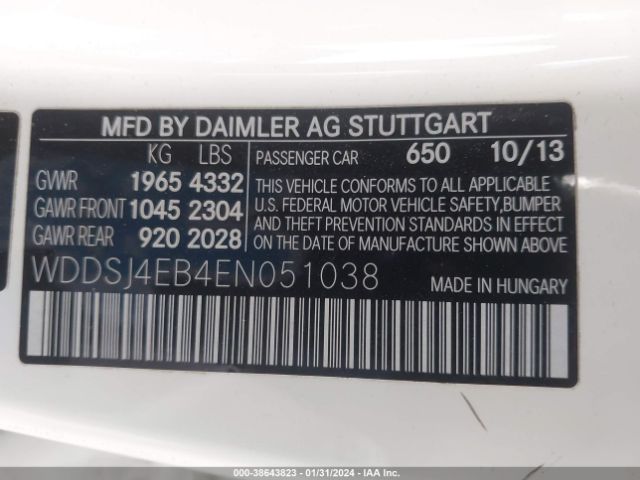 MFD BY DAIMLER AG STUTTGART
KG LBS
PASSENGER CAR 650 10/13
GVWR 1965 4332
GAWR FRONT 1045 2304
GAWR REAR 920 2028
THIS VEHICLE CONFORMS TO ALL APPLICABLE
U.S. FEDERAL MOTOR VEHICLE SAFETY,BUMPER
AND THEFT PREVENTION STANDARDS IN EFFECT
ON THE DATE OF MANUFACTURE SHOWN ABOVE
WDDSJ4EB4EN051038
MADE IN HUNGARY
000-38643823 - 01/31/2024 - IAA Inc.